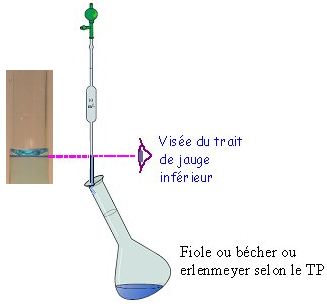 Visée du trait
de jauge
inférieur
Fiole ou bécher ou
erlenmeyer selon le TP